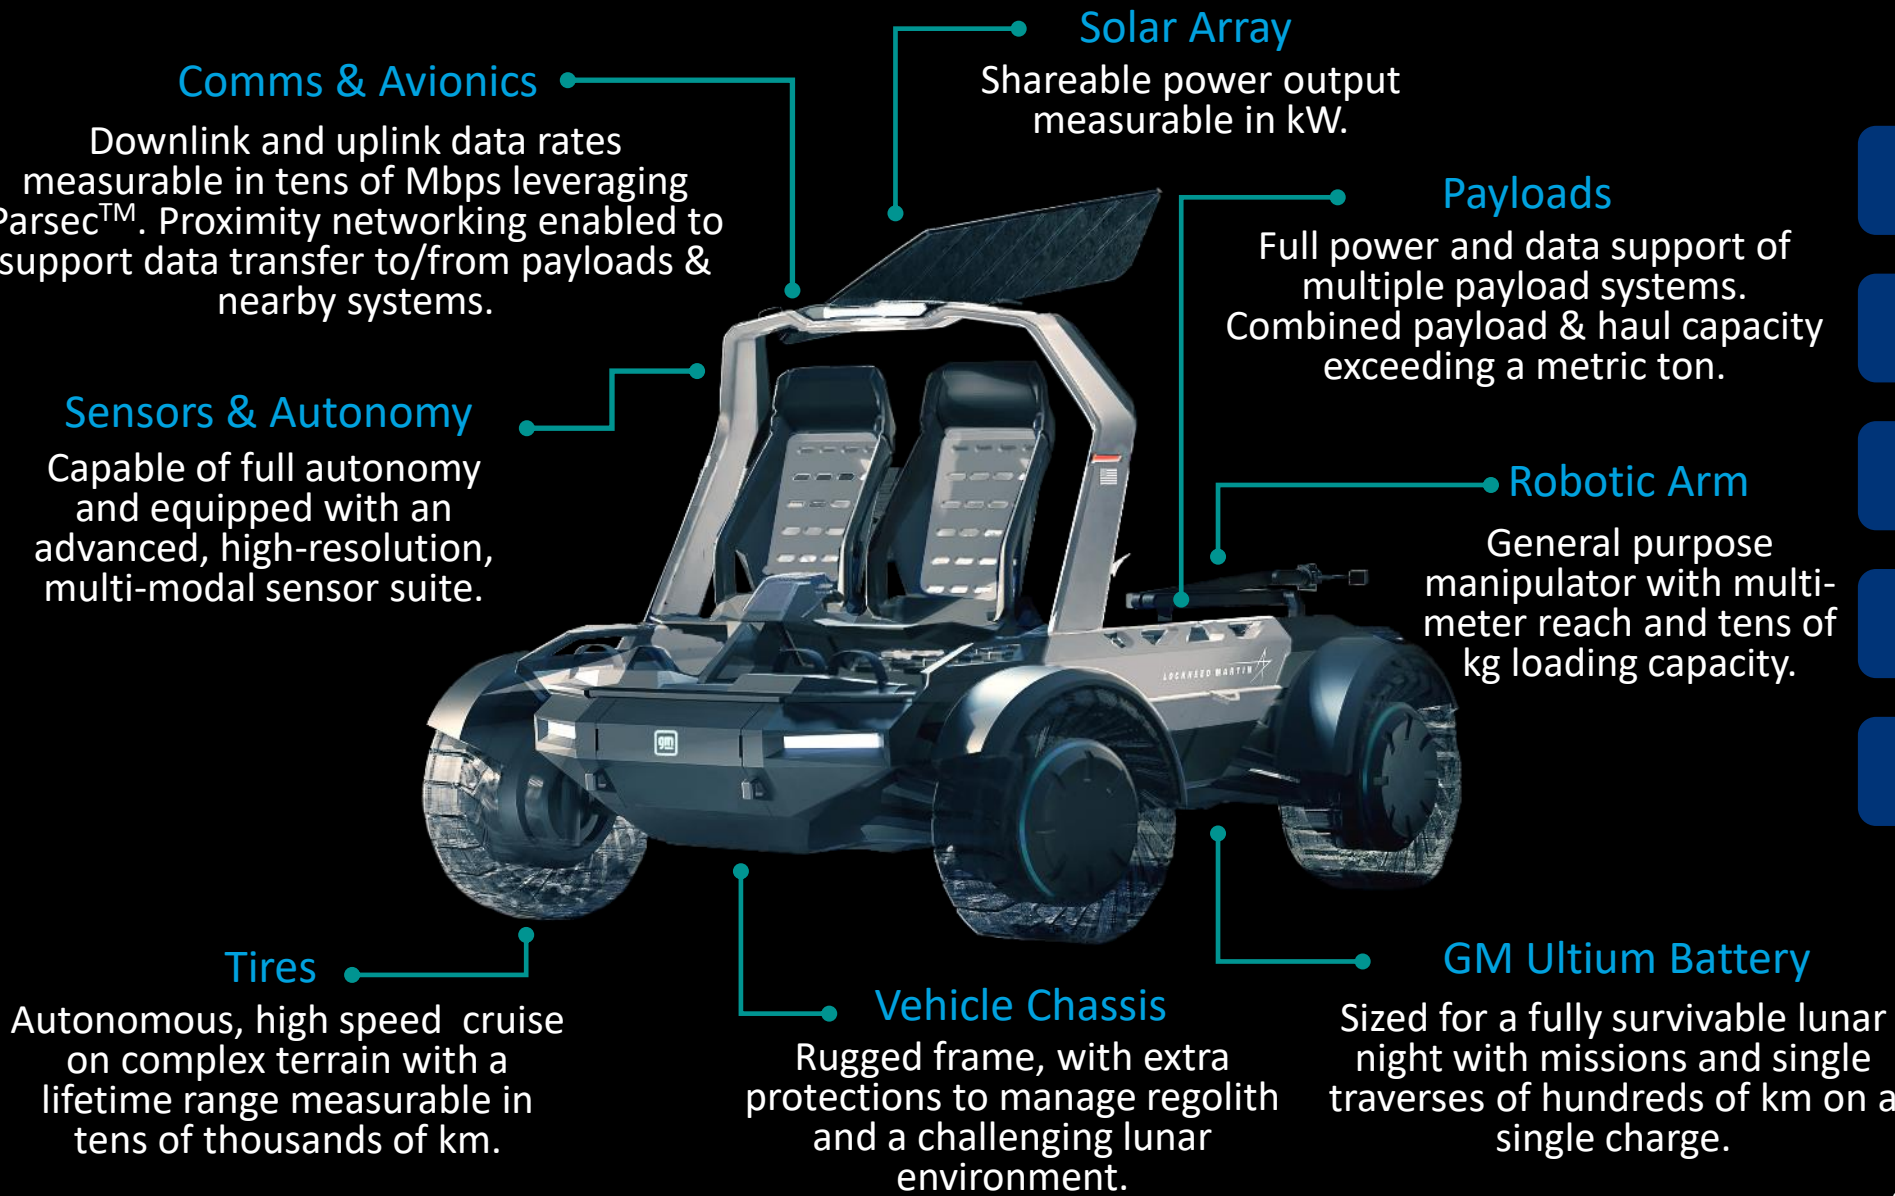 Solar Array
Shareable power output
measurable in kW.
Comms & Avionics
Downlink and uplink data rates
measurable in tens of Mbps leveraging
Parsec™. Proximity networking enabled to
support data transfer to/from payloads &
nearby systems.
Payloads
Full power and data support of
multiple payload systems.
Combined payload & haul capacity
exceeding a metric ton.
Sensors & Autonomy
Capable of full autonomy
and equipped with an
advanced, high-resolution,
multi-modal sensor suite.
Robotic Arm
General purpose
manipulator with multi-
meter reach and tens of
kg loading capacity.
LOCKHEED MARTIN
gm
Tires
Autonomous, high speed  cruise
on complex terrain with a
lifetime range measurable in
tens of thousands of km.
Vehicle Chassis
Rugged frame, with extra
protections to manage regolith
and a challenging lunar
environment.
GM Ultium Battery
Sized for a fully survivable lunar
night with missions and single
traverses of hundreds of km on a
single charge.